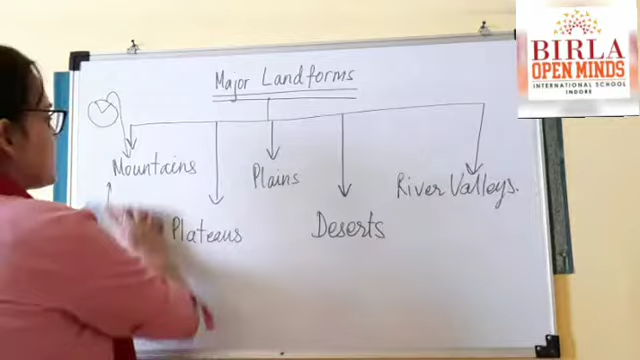 Major Landforms
Mountains
Plateaus
Plains
Deserts
River Valleys.
BIRLA
OPEN MINDS
INTERNATIONAL SCHOOL
INDORE